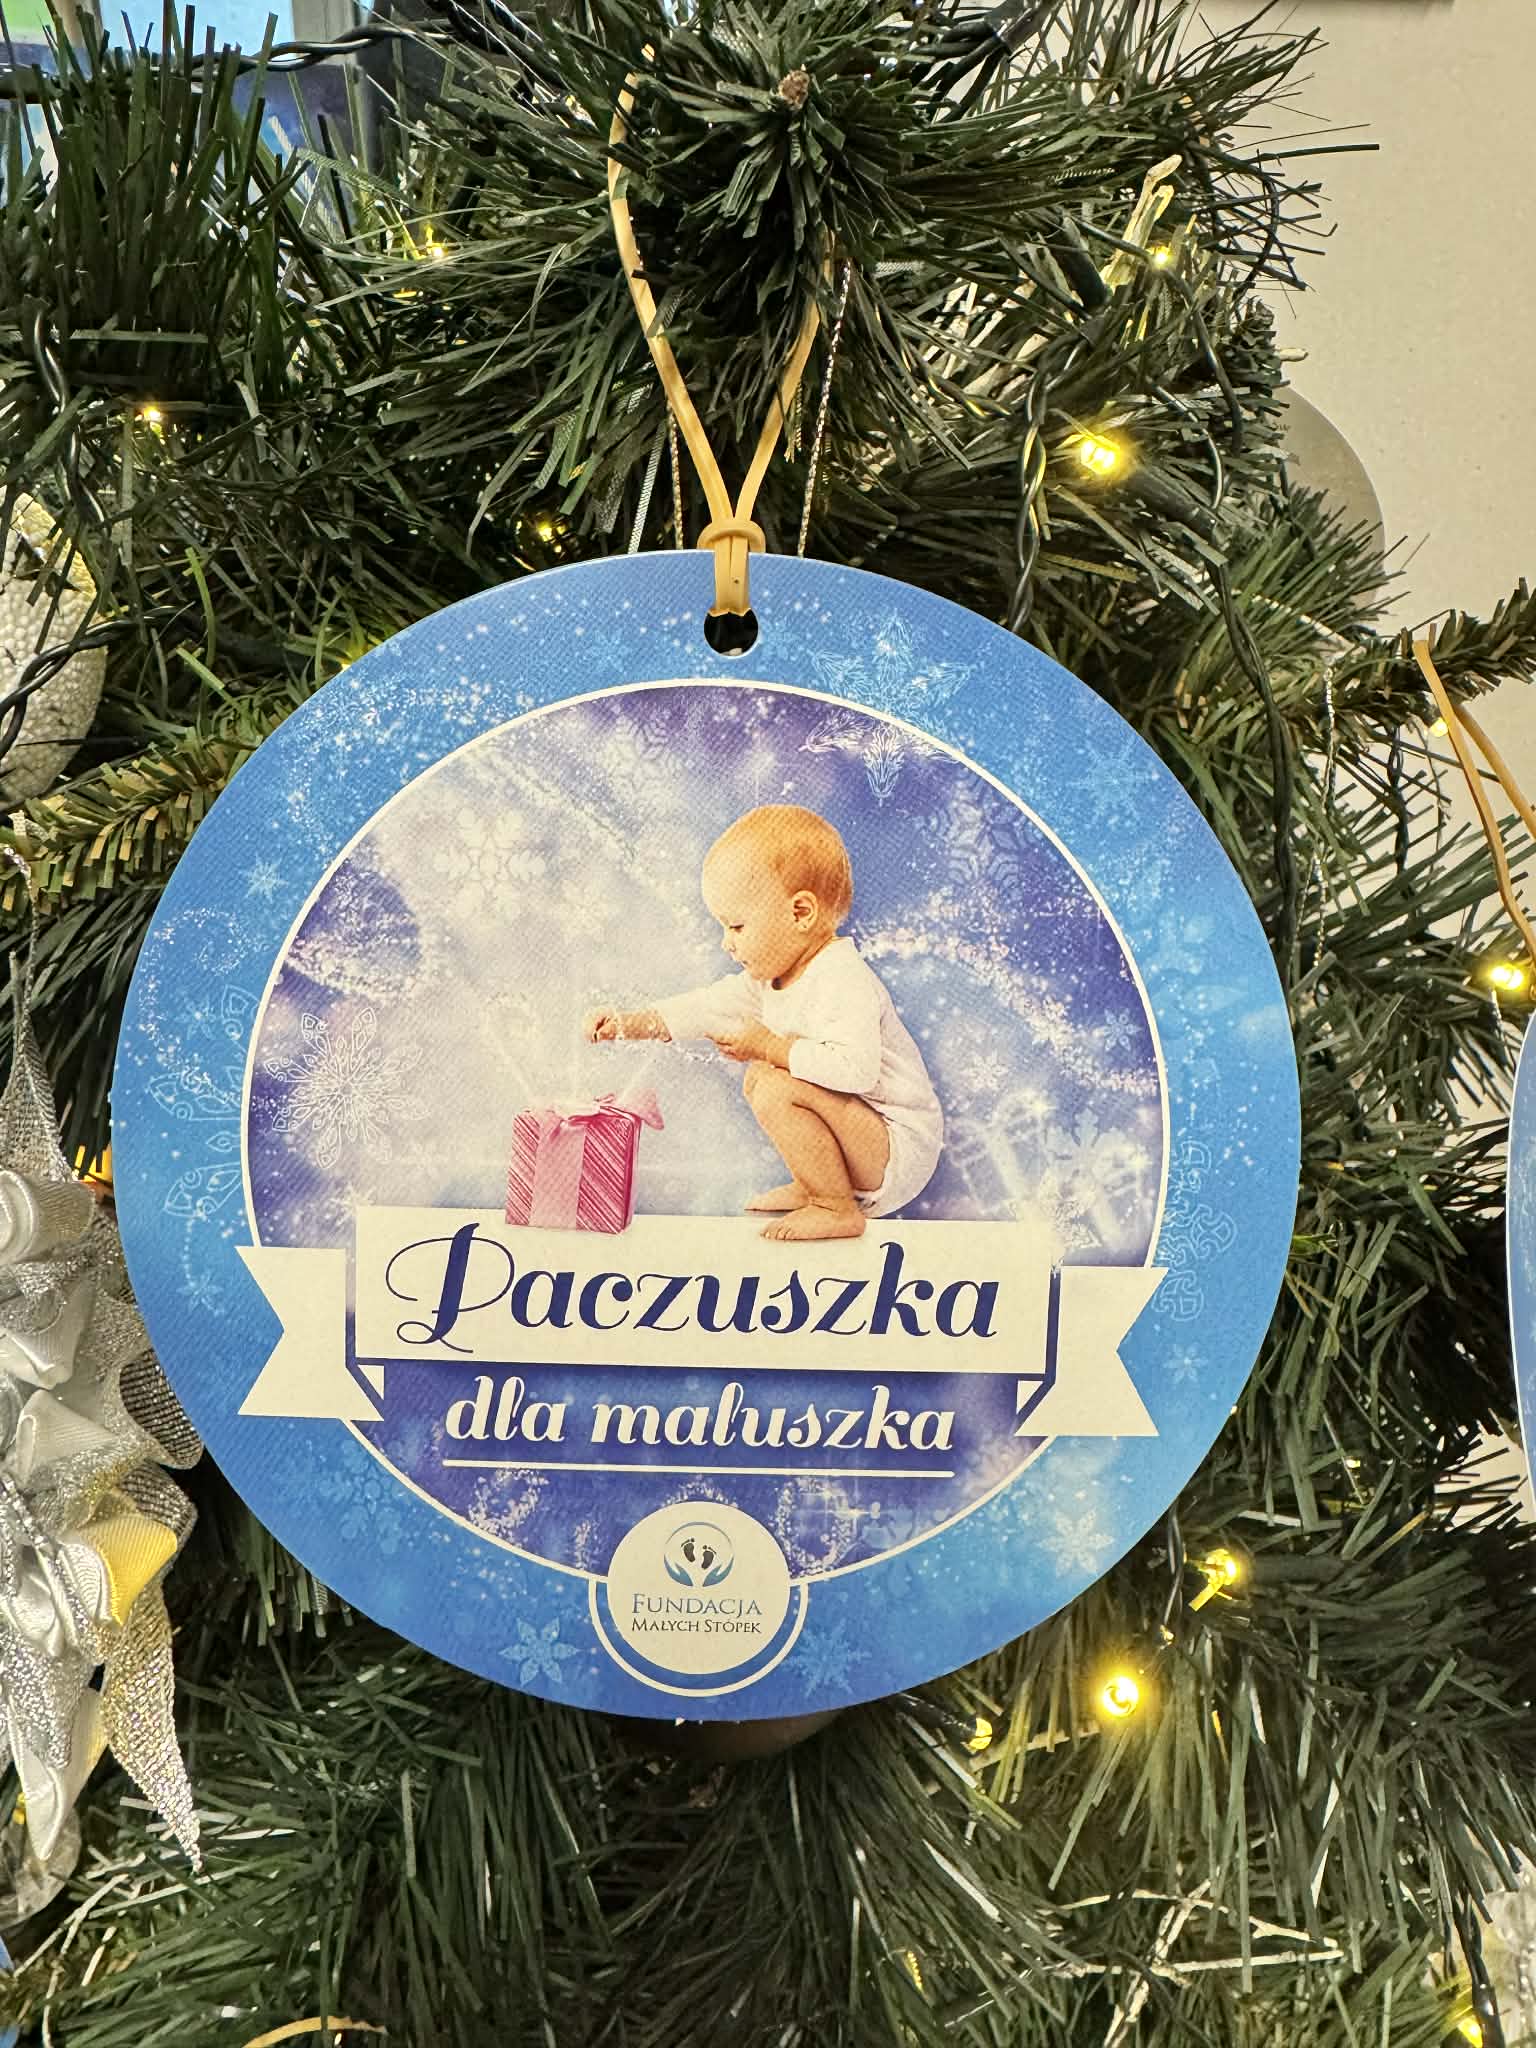 Paczuszka
dla maluszka
FUNDACJA
MAŁYCH STÓPEK